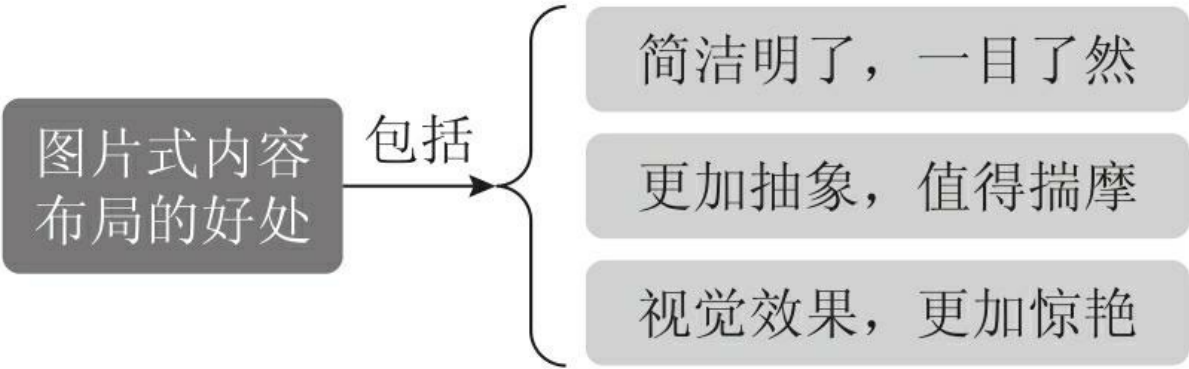 图片式内容
布局的好处
包括
简洁明了，一目了然
更加抽象，值得揣摩
视觉效果，更加惊艳